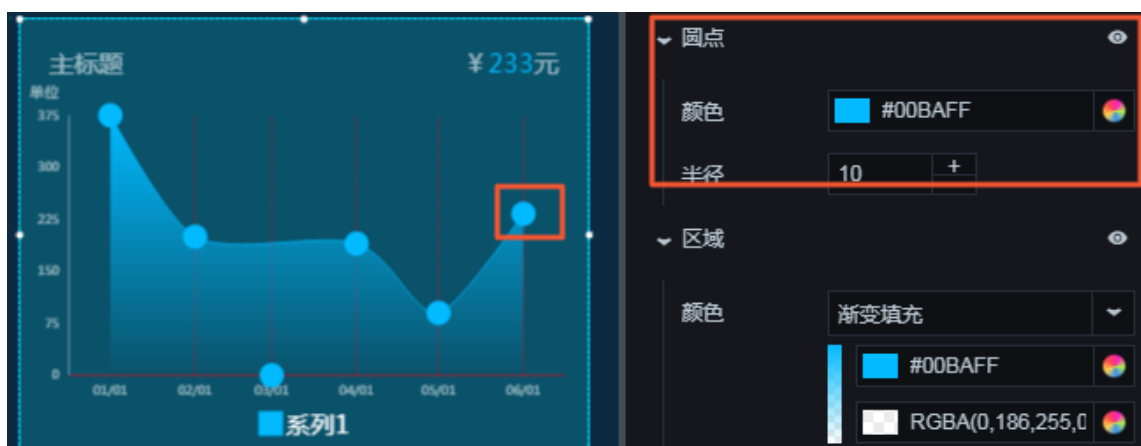 主标题
¥233元
单位
375
300
225
150
75
0
01/01 02/01 03/01 04/01 05/01 06/01
系列1
圆点
颜色 #00BAFF
半径 10 +
区域
颜色 渐变填充
#00BAFF
RGBA(0,186,255,0